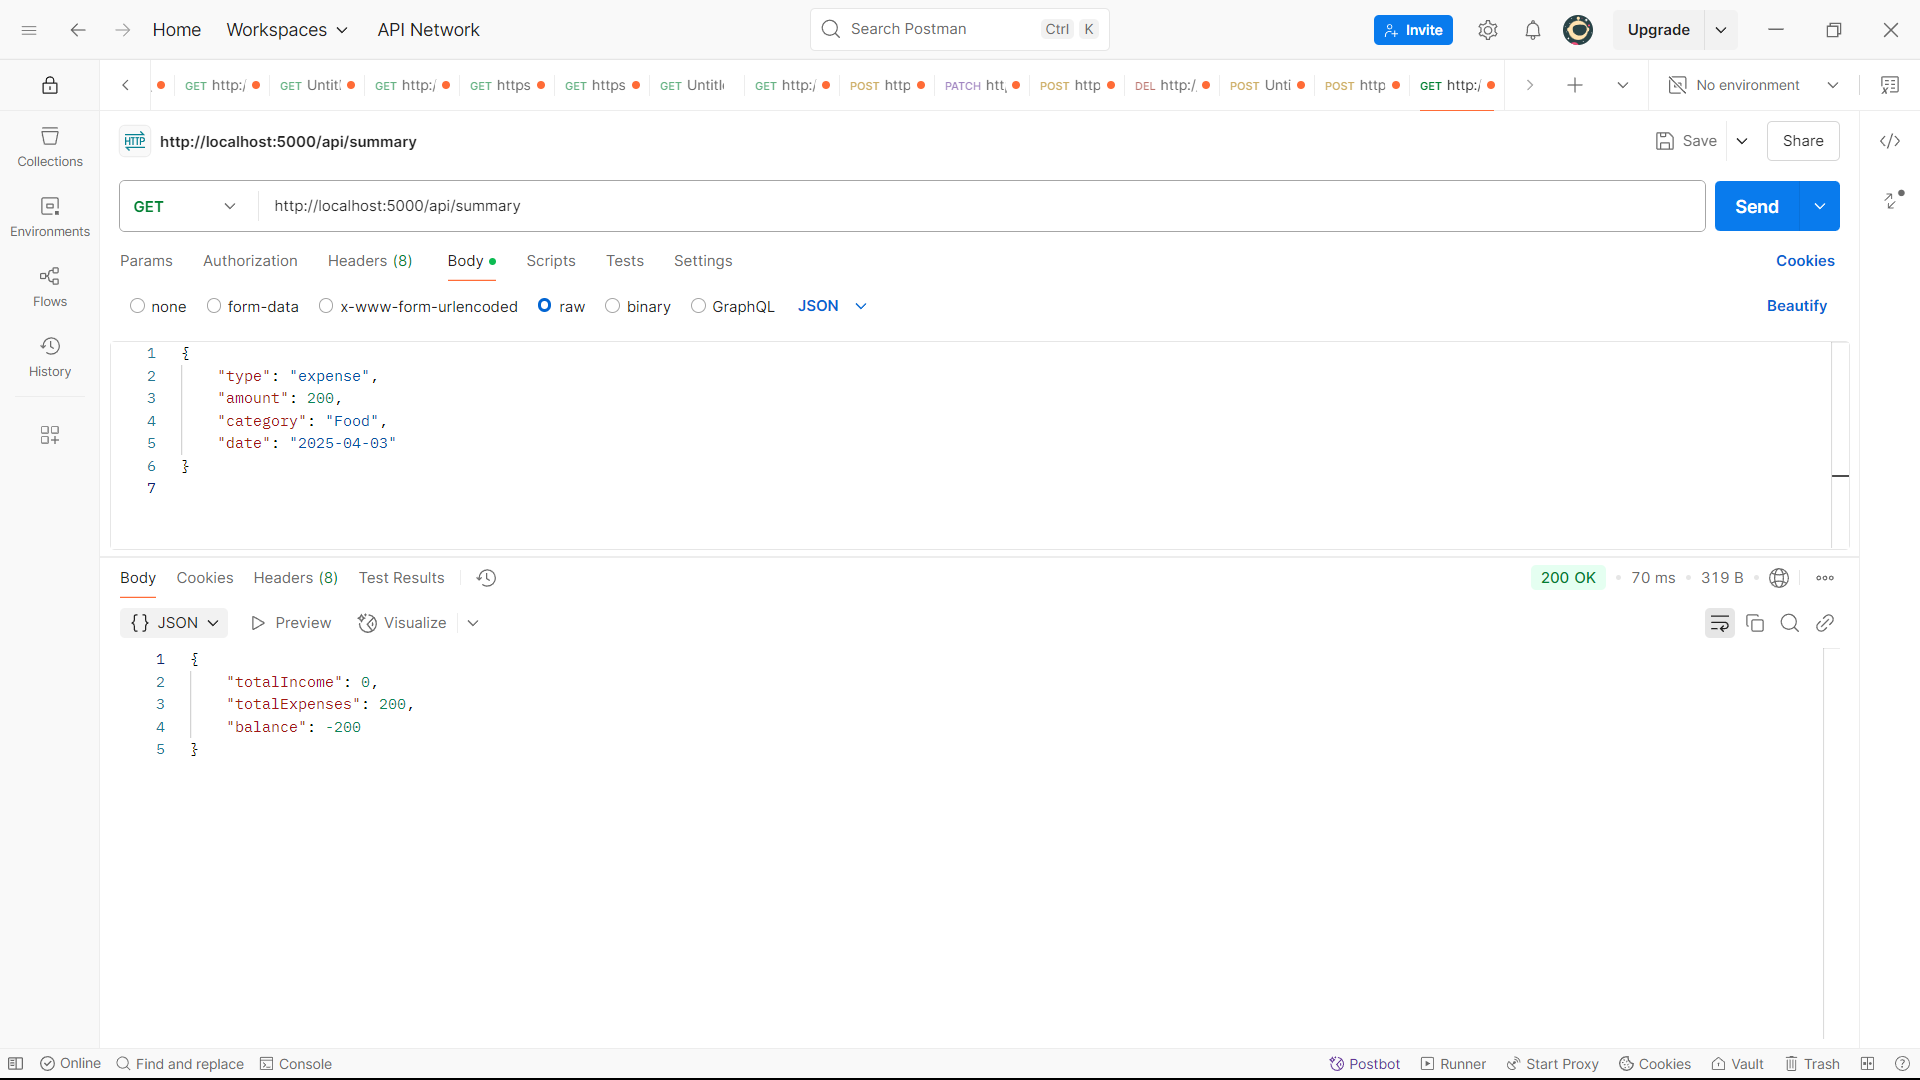 Home Workspaces API Network Search Postman Ctrl K Invite Upgrade
GET http:/ GET Untitl GET http:/ GET https GET https GET Untitle GET http:/ POST http PATCH htt POST http DEL http:/ POST Unti POST http GET http:/ No environment
HTTP http://localhost:5000/api/summary Save Share
GET http://localhost:5000/api/summary Send
Params Authorization Headers (8) Body Scripts Tests Settings Cookies
none form-data x-www-form-urlencoded raw binary GraphQL JSON Beautify
1 {
2 "type": "expense",
3 "amount": 200,
4 "category": "Food",
5 "date": "2025-04-03"
6 }
7
Collections
Environments
Flows
History
Body Cookies Headers (8) Test Results 200 OK • 70 ms • 319 B
{} JSON Preview Visualize
1 {
2 "totalIncome": 0,
3 "totalExpenses": 200,
4 "balance": -200
5 }
Online Find and replace Console Postbot Runner Start Proxy Cookies Vault Trash